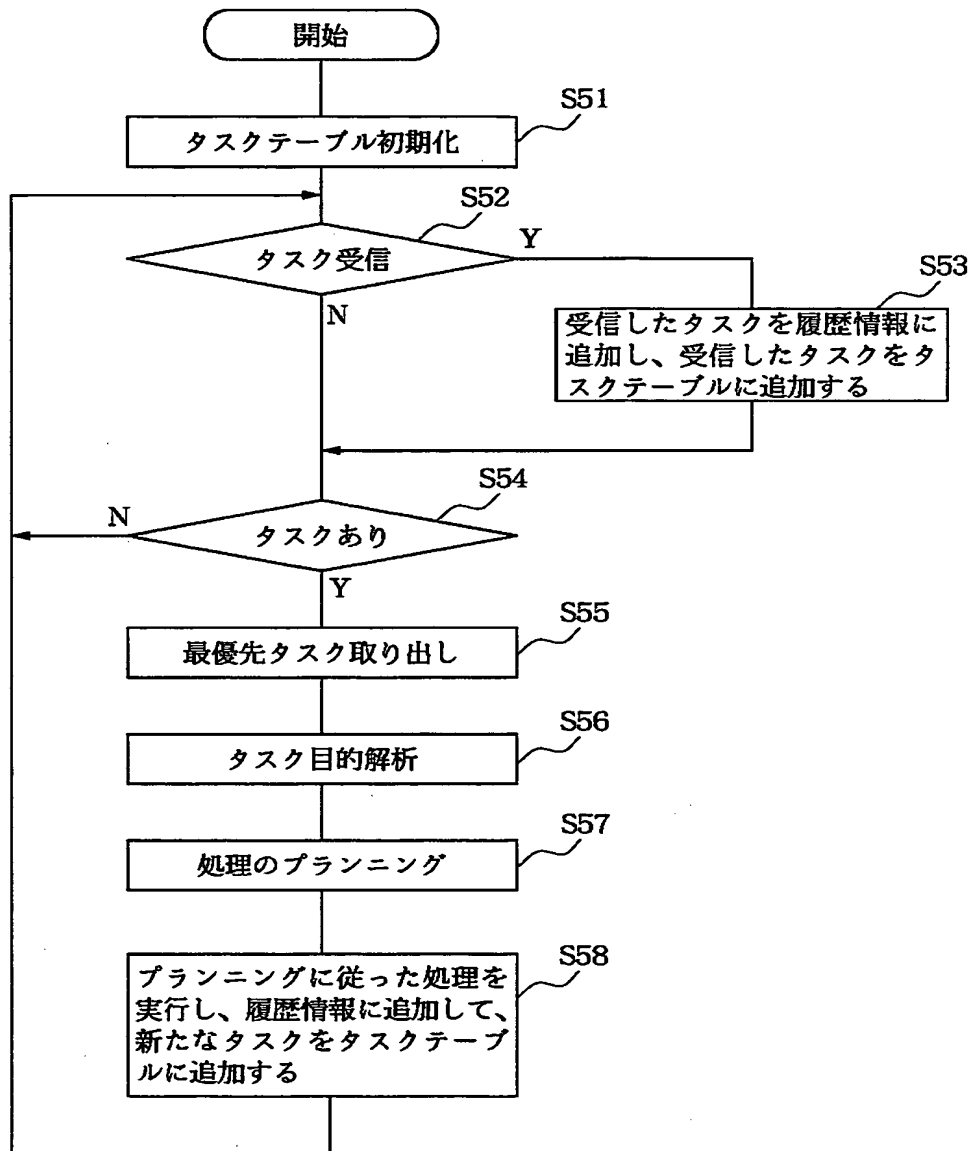 開始
S51
タスクテーブル初期化
S52
タスク受信
Y
N
S53
受信したタスクを履歴情報に
追加し、受信したタスクをタ
スクテーブルに追加する
S54
タスクあり
N
Y
S55
最優先タスク取り出し
S56
タスク目的解析
S57
処理のプランニング
S58
プランニングに従った処理を
実行し、履歴情報に追加して、
新たなタスクをタスクテーブ
ルに追加する